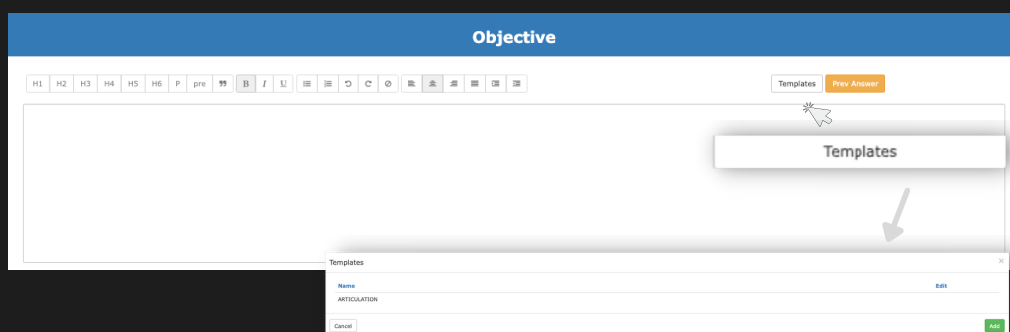 Objective
H1 H2 H3 H4 H5 H6 P pre ” B I U Templates Prev Answer
Templates
Templates ×
Name Edit
ARTICULATION
Cancel Add